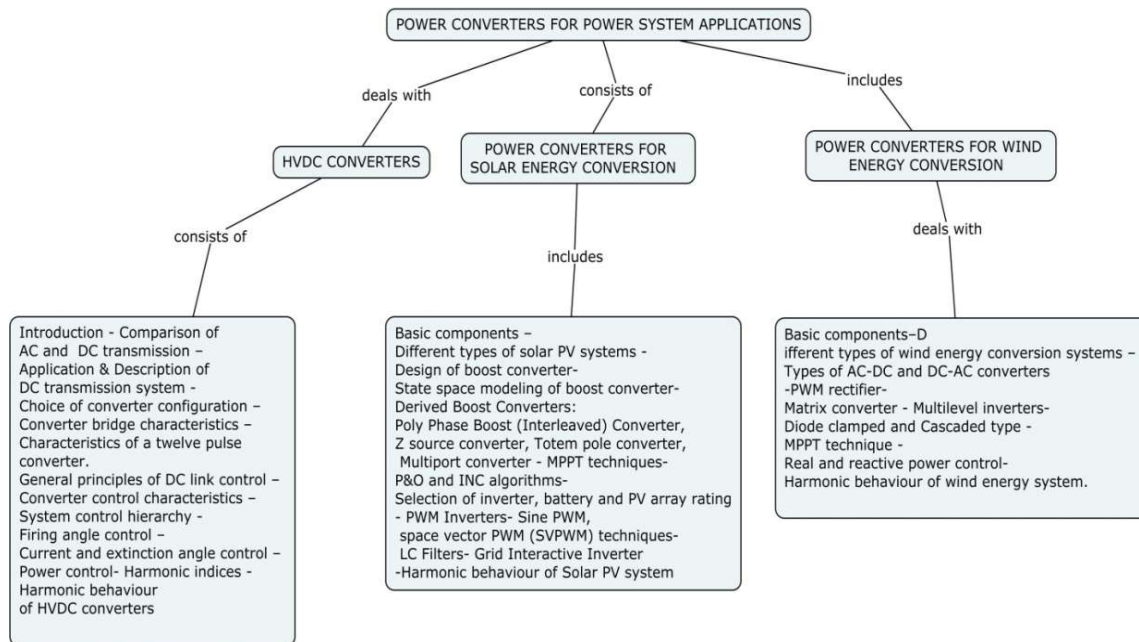 POWER CONVERTERS FOR POWER SYSTEM APPLICATIONS
deals with
consists of
includes
HVDC CONVERTERS
POWER CONVERTERS FOR
SOLAR ENERGY CONVERSION
POWER CONVERTERS FOR WIND
ENERGY CONVERSION
consists of
includes
deals with
Introduction - Comparison of
AC and  DC transmission –
Application & Description of
DC transmission system -
Choice of converter configuration –
Converter bridge characteristics –
Characteristics of a twelve pulse
converter.
General principles of DC link control –
Converter control characteristics –
System control hierarchy -
Firing angle control –
Current and extinction angle control –
Power control- Harmonic indices -
Harmonic behaviour
of HVDC converters
Basic components –
Different types of solar PV systems -
Design of boost converter-
State space modeling of boost converter-
Derived Boost Converters:
Poly Phase Boost (Interleaved) Converter,
Z source converter, Totem pole converter,
Multiport converter - MPPT techniques-
P&O and INC algorithms-
Selection of inverter, battery and PV array rating
- PWM Inverters- Sine PWM,
space vector PWM (SVPWM) techniques-
LC Filters- Grid Interactive Inverter
-Harmonic behaviour of Solar PV system
Basic components–D
ifferent types of wind energy conversion systems –
Types of AC-DC and DC-AC converters
-PWM rectifier-
Matrix converter - Multilevel inverters-
Diode clamped and Cascaded type -
MPPT technique -
Real and reactive power control-
Harmonic behaviour of wind energy system.